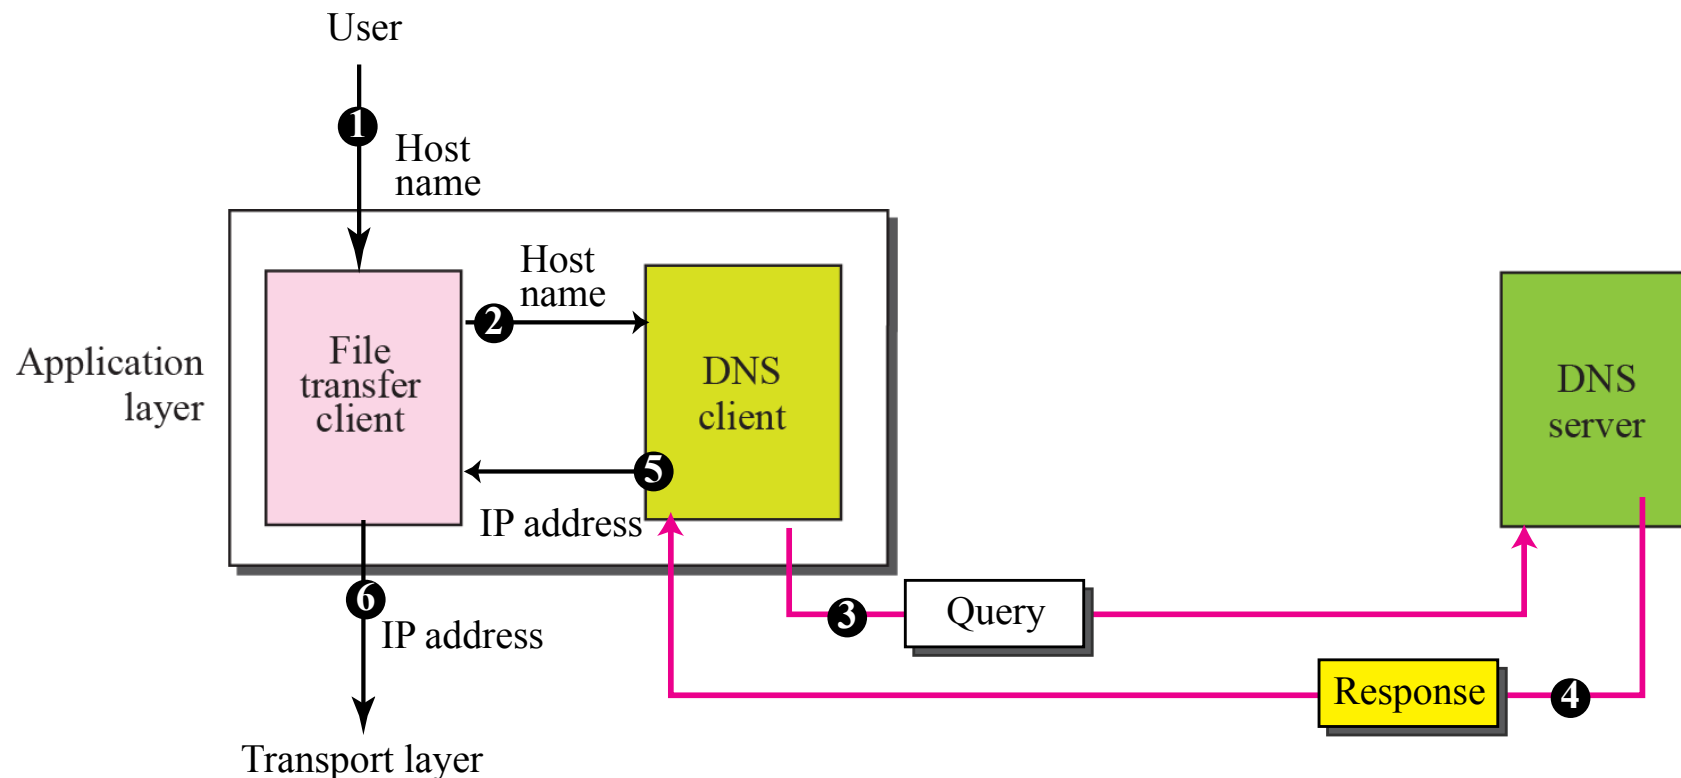 User
1
Host
name
Host
name
2
Application
layer
File
transfer
client
DNS
client
DNS
server
5
IP address
6
IP address
3
Query
Response
4
Transport layer